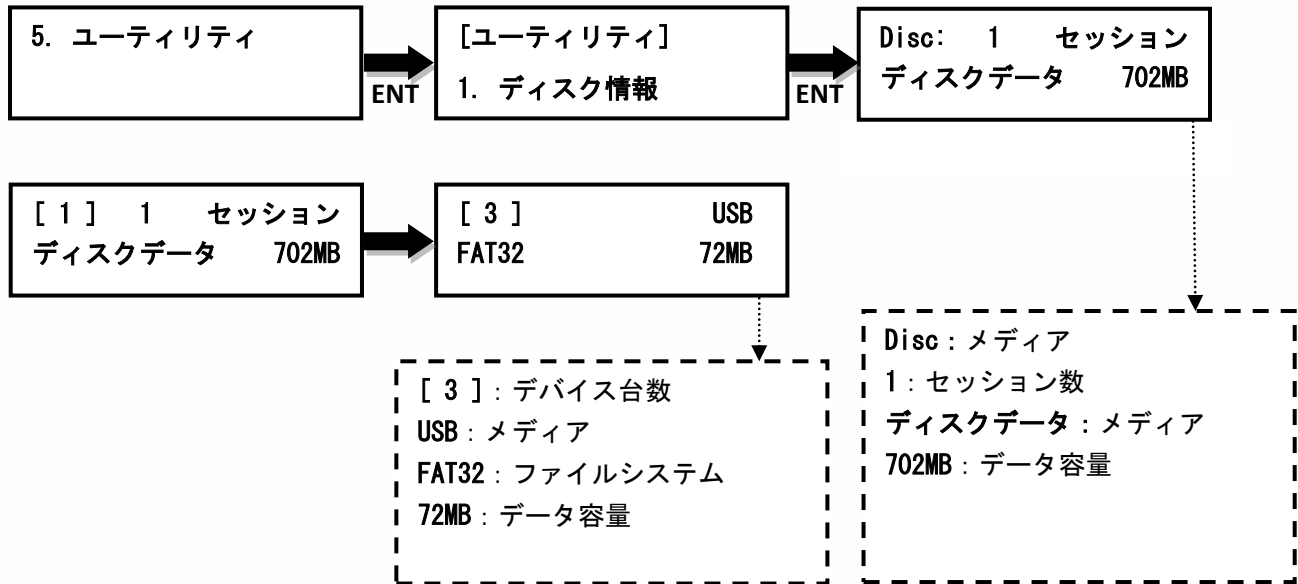 5. ユーティリティ
ENT
[ユーティリティ]
1. ディスク情報
ENT
Disc: 1 セッション
ディスクデータ 702MB
[ 1 ] 1 セッション
ディスクデータ 702MB
[ 3 ] USB
FAT32 72MB
[ 3 ]：デバイス台数
USB：メディア
FAT32：ファイルシステム
72MB：データ容量
Disc：メディア
1：セッション数
ディスクデータ：メディア
702MB：データ容量